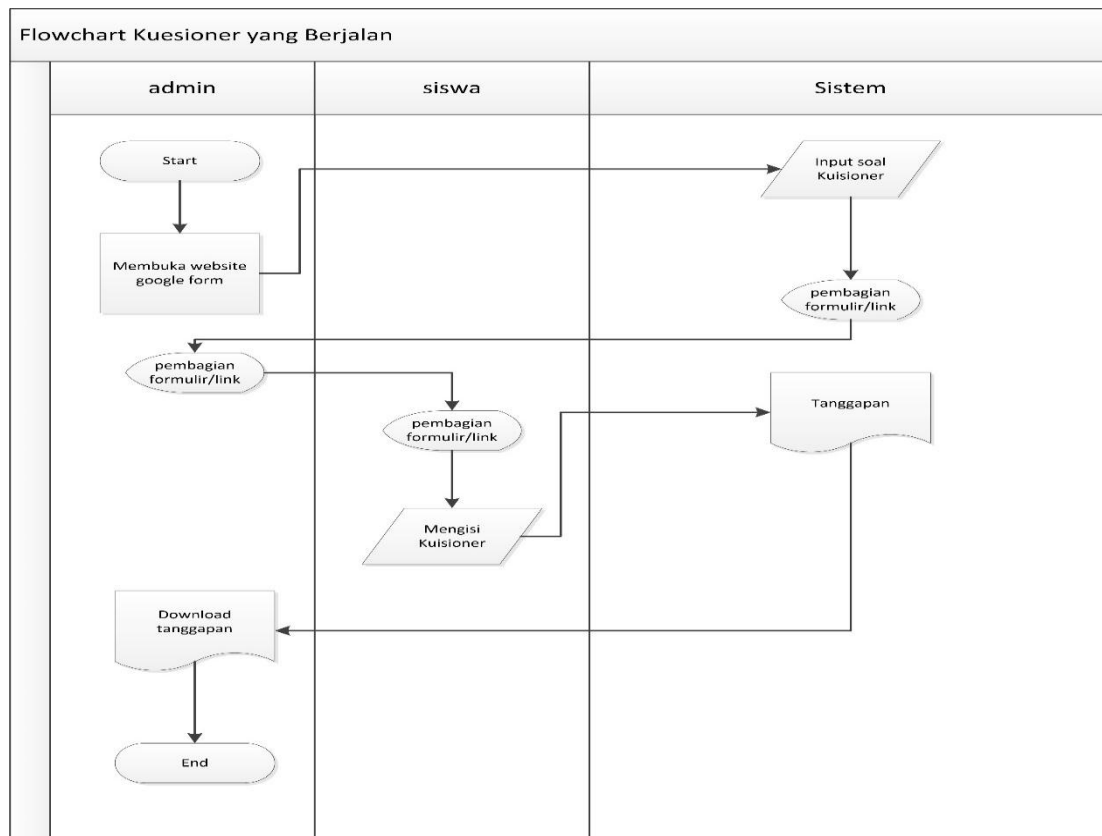 Flowchart Kuesioner yang Berjalan
admin
siswa
Sistem
Start
Input soal
Kuisioner
Membuka website
google form
pembagian
formulir/link
pembagian
formulir/link
pembagian
formulir/link
Tanggapan
Mengisi
Kuisioner
Download
tanggapan
End